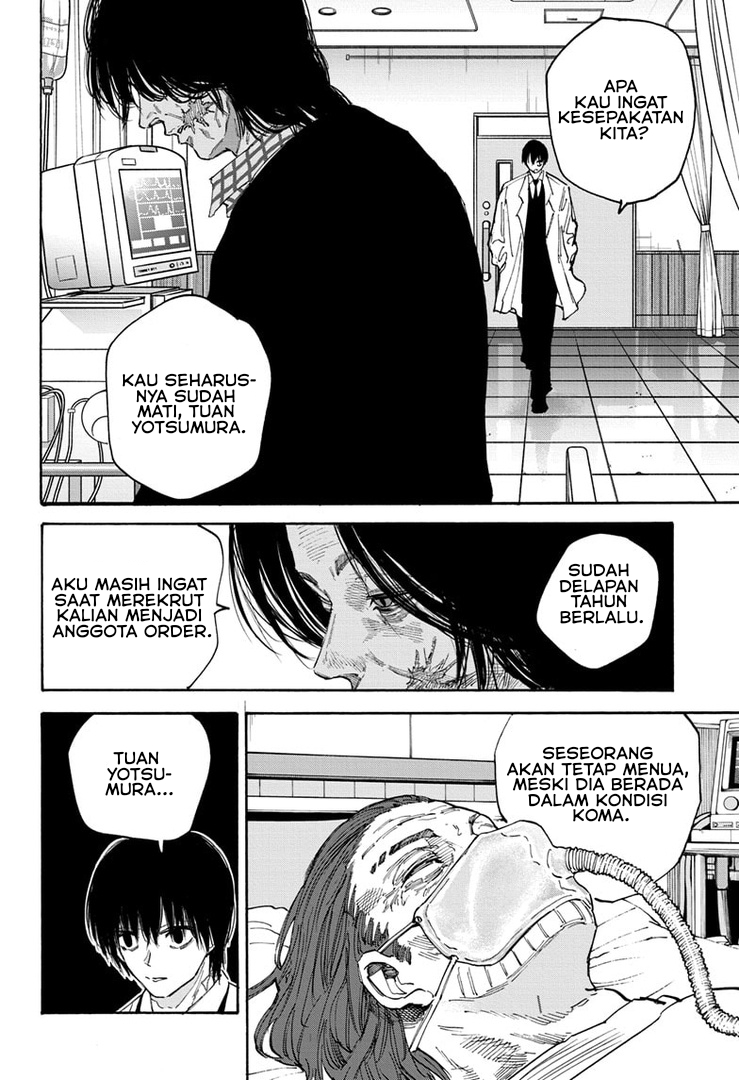 APA
KAU INGAT
KESEPAKATAN
KITA?
KAU SEHARUS-
NYA SUDAH
MATI, TUAN
YOTSUMURA.
SUDAH
DELAPAN
TAHUN
BERLALU.
AKU MASIH INGAT
SAAT MEREKRUT
KALIAN MENJADI
ANGGOTA ORDER.
SESEORANG
AKAN TETAP MENUA,
MESKI DIA BERADA
DALAM KONDISI
KOMA.
TUAN
YOTSU-
MURA...